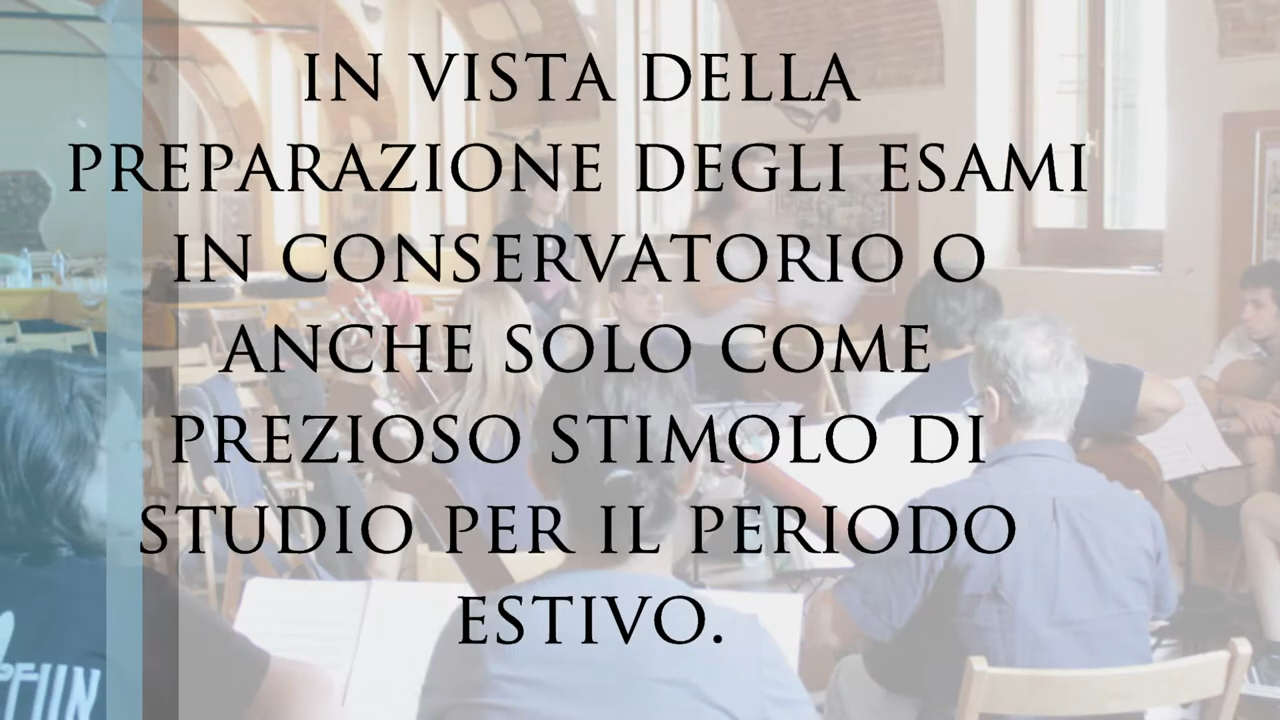 IN VISTA DELLA
PREPARAZIONE DEGLI ESAMI
IN CONSERVATORIO O
ANCHE SOLO COME
PREZIOSO STIMOLO DI
STUDIO PER IL PERIODO
ESTIVO.